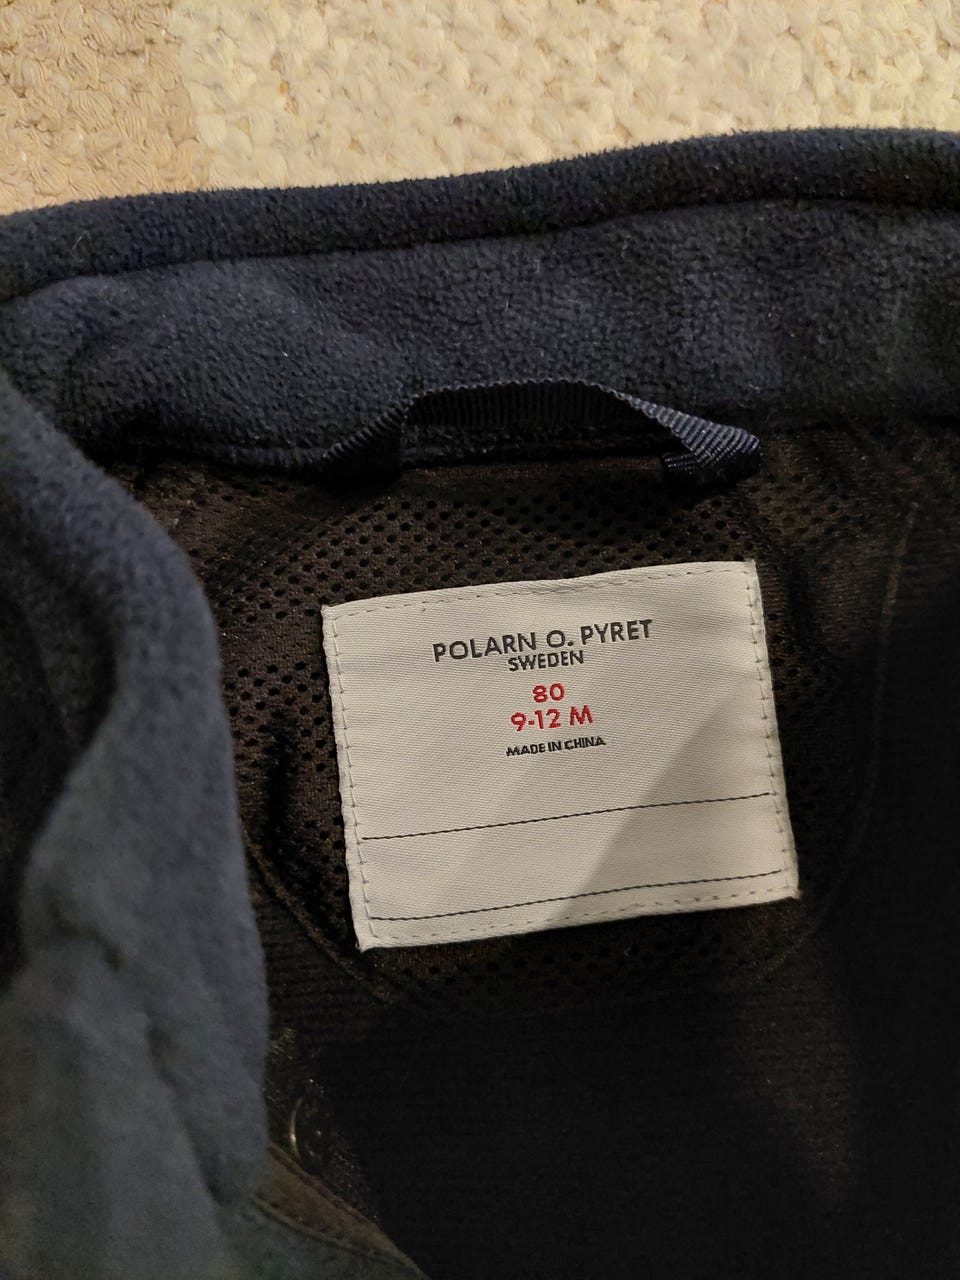 POLARN O. PYRET
SWEDEN
80
9-12 M
MADE IN CHINA